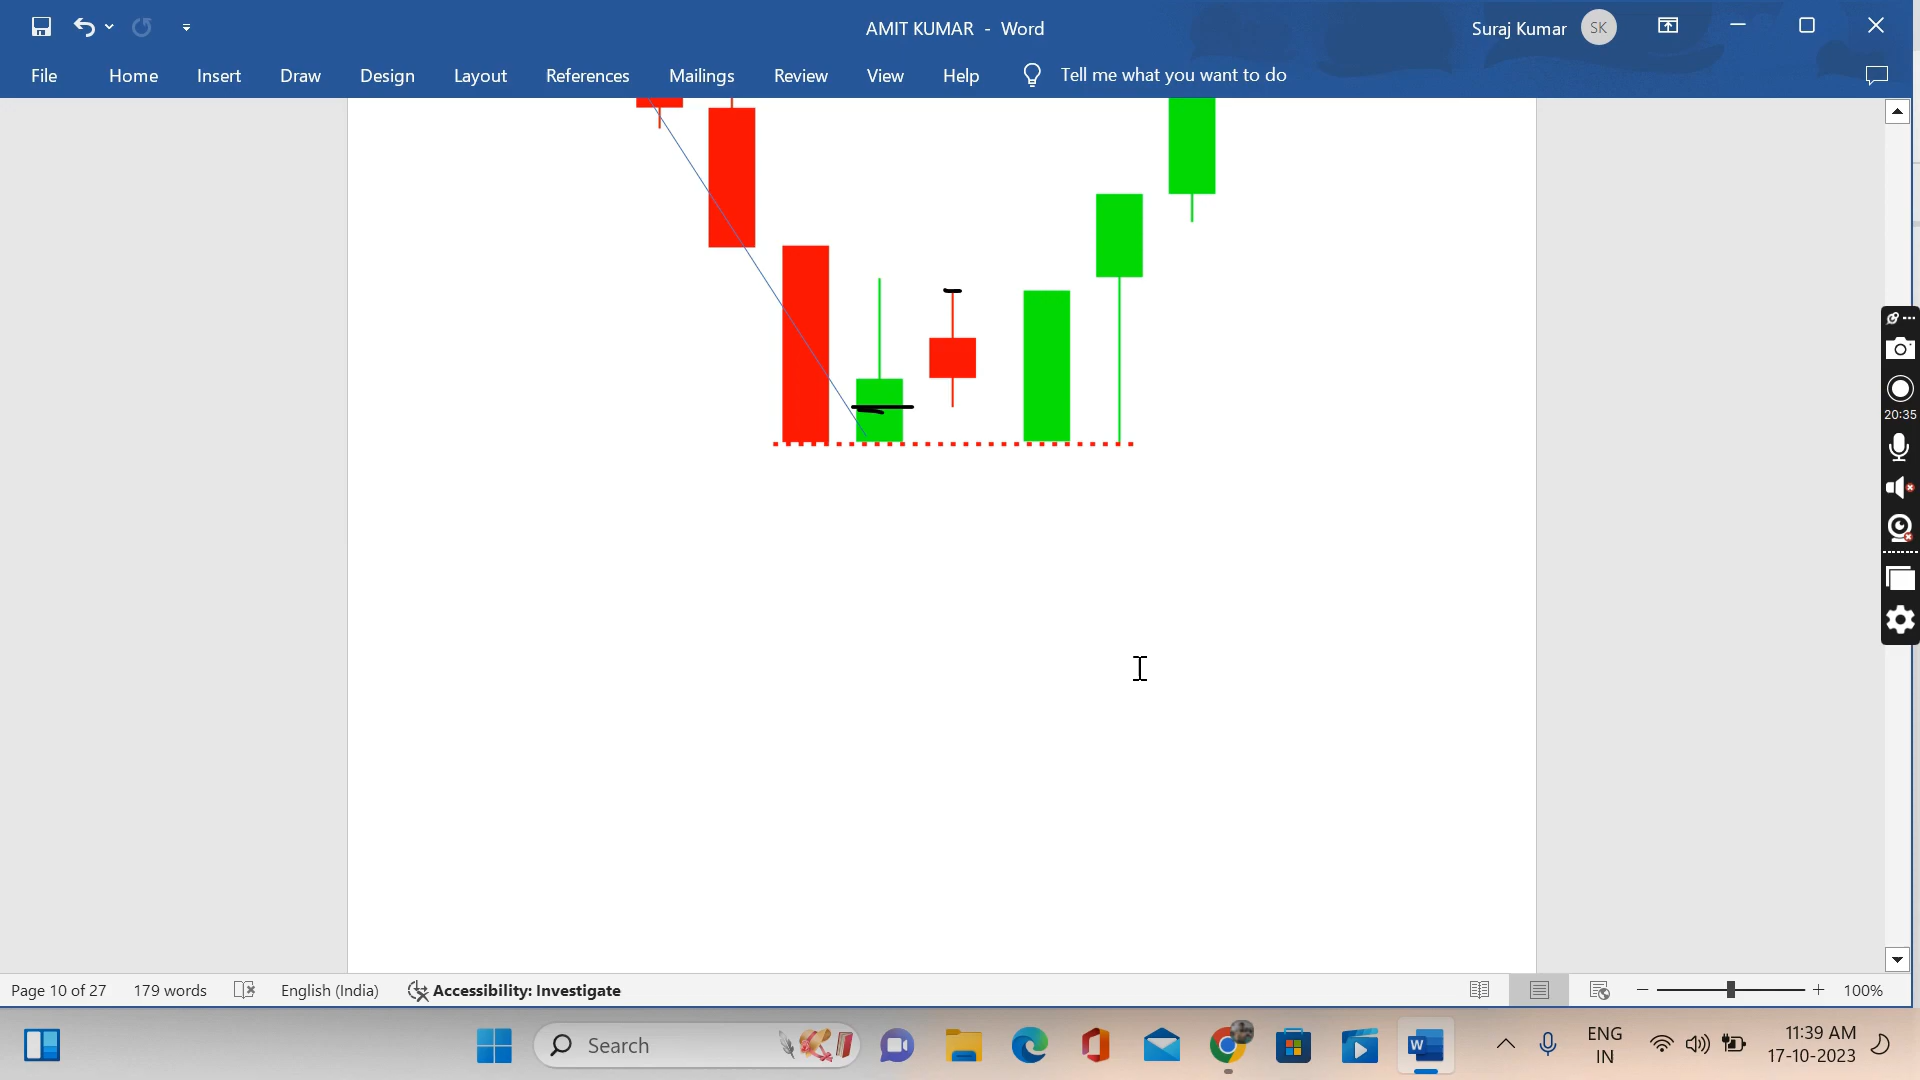 AMIT KUMAR - Word
Suraj Kumar
SK
File
Home
Insert
Draw
Design
Layout
References
Mailings
Review
View
Help
Tell me what you want to do
20:35
Page 10 of 27
179 words
English (India)
Accessibility: Investigate
100%
Search
W
ENG
IN
11:39 AM
17-10-2023